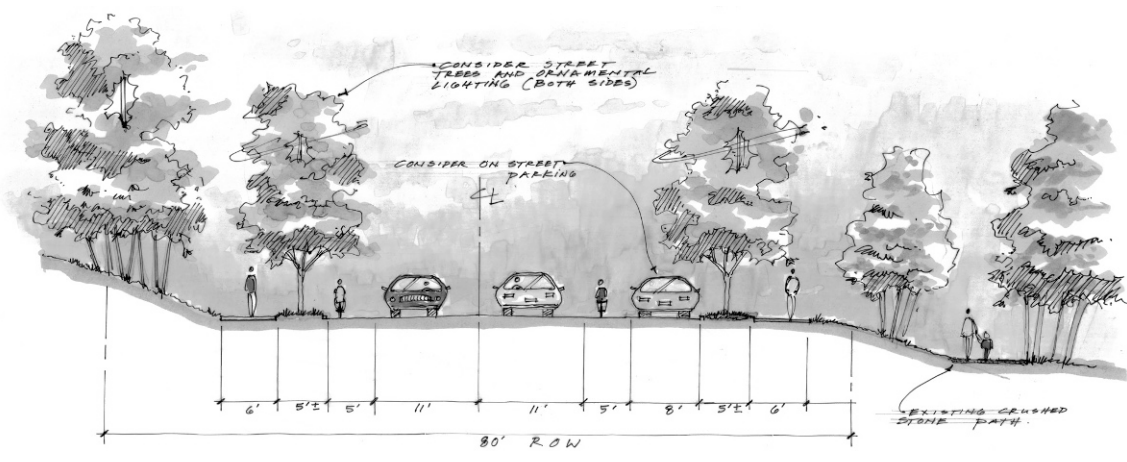 CONSIDER STREET
TREES AND ORNAMENTAL
LIGHTING (BOTH SIDES)
CONSIDER ON STREET
PARKING
CL
6' 5'± 5' 11' 11' 5' 8' 5'± 6'
EXISTING CRUSHED
STONE PATH.
80' ROW